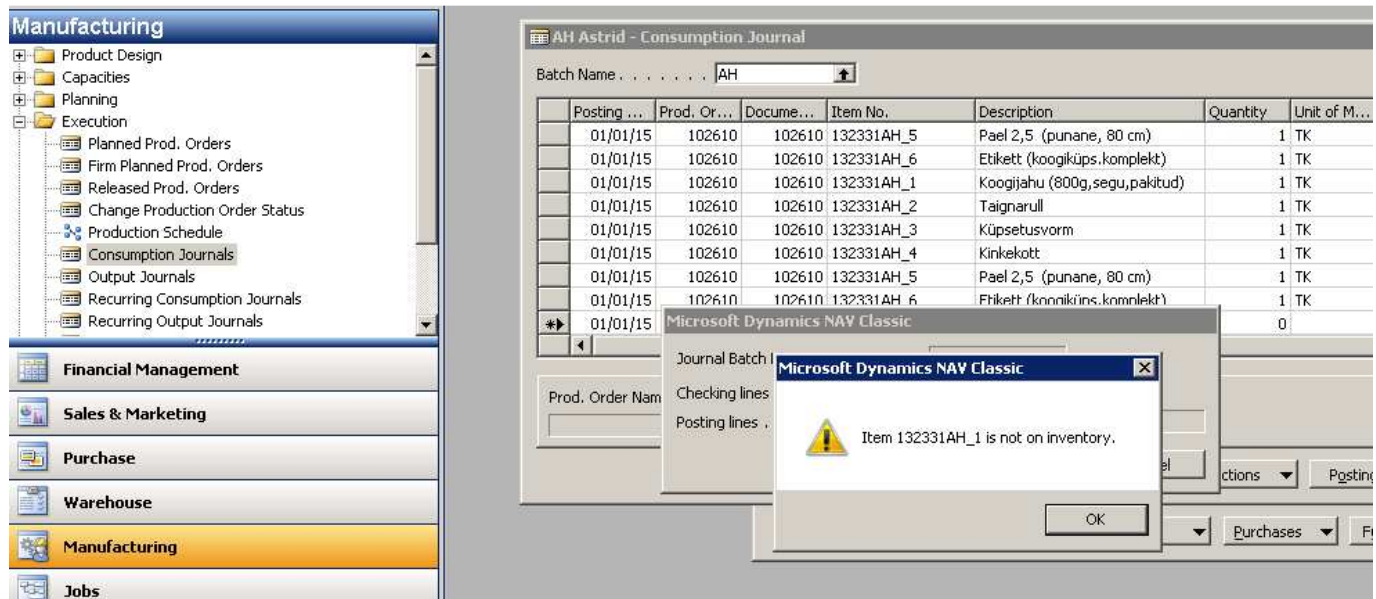 Manufacturing
Product Design
Capacities
Planning
Execution
Planned Prod. Orders
Firm Planned Prod. Orders
Released Prod. Orders
Change Production Order Status
Production Schedule
Consumption Journals
Output Journals
Recurring Consumption Journals
Recurring Output Journals
Financial Management
Sales & Marketing
Purchase
Warehouse
Manufacturing
Jobs
AH Astrid - Consumption Journal
Batch Name . . . . . . . AH
Posting ... Prod. Or... Docume... Item No. Description Quantity Unit of M...
01/01/15 102610 102610 132331AH_5 Pael 2,5 (punane, 80 cm) 1 TK
01/01/15 102610 102610 132331AH_6 Etikett (koogiküps.komplekt) 1 TK
01/01/15 102610 102610 132331AH_1 Koogijahu (800g,segu,pakitud) 1 TK
01/01/15 102610 102610 132331AH_2 Taignarull 1 TK
01/01/15 102610 102610 132331AH_3 Küpsetusvorm 1 TK
01/01/15 102610 102610 132331AH_4 Kinkekott 1 TK
01/01/15 102610 102610 132331AH_5 Pael 2,5 (punane, 80 cm) 1 TK
01/01/15 102610 102610 132331AH_6 Etikett (koogiküps.komplekt) 1 TK
01/01/15 0
Microsoft Dynamics NAV Classic
Journal Batch
Checking lines
Posting lines .
Prod. Order Nam
Microsoft Dynamics NAV Classic
Item 132331AH_1 is not on inventory.
OK
el
ctions
Posting
Purchases